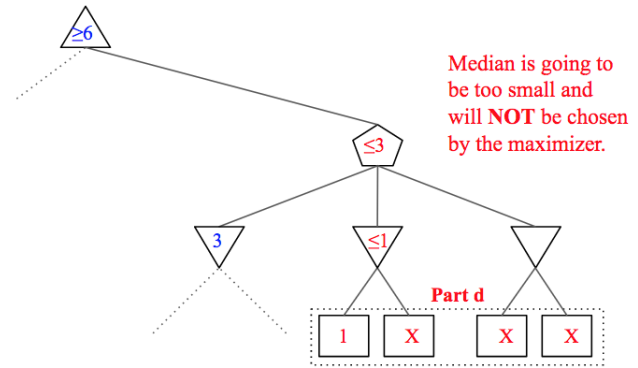 ≥6
Median is going to
be too small and
will NOT be chosen
by the maximizer.
≤3
3
≤1
Part d
1
X
X
X